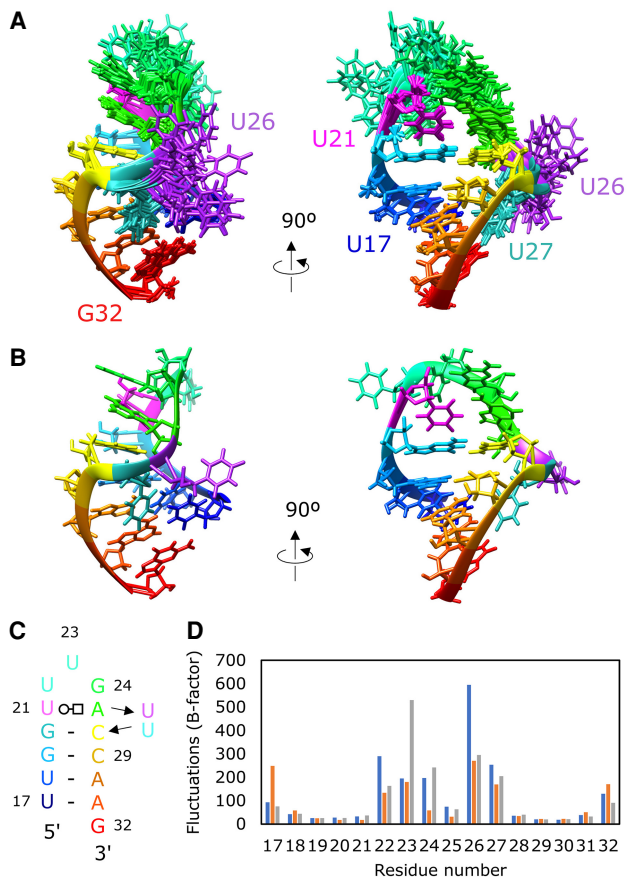 A
U26
G32
90º
U21
U17
U26
U27
B
90º
C
23
U
U G 24
21 U A U
G C U
G C 29
U A
17 U A
5' G 32
3'
D
Fluctuations (B-factor)
700
600
500
400
300
200
100
0
17 18 19 20 21 22 23 24 25 26 27 28 29 30 31 32
Residue number